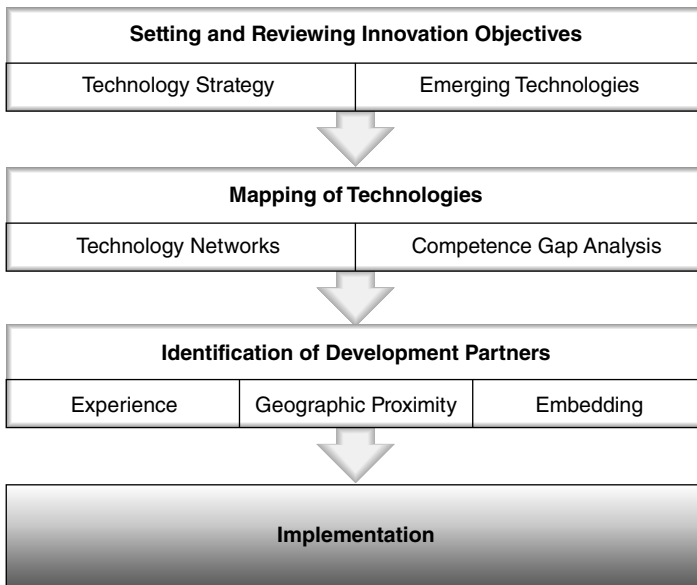 Setting and Reviewing Innovation Objectives
Technology Strategy
Emerging Technologies
Mapping of Technologies
Technology Networks
Competence Gap Analysis
Identification of Development Partners
Experience
Geographic Proximity
Embedding
Implementation